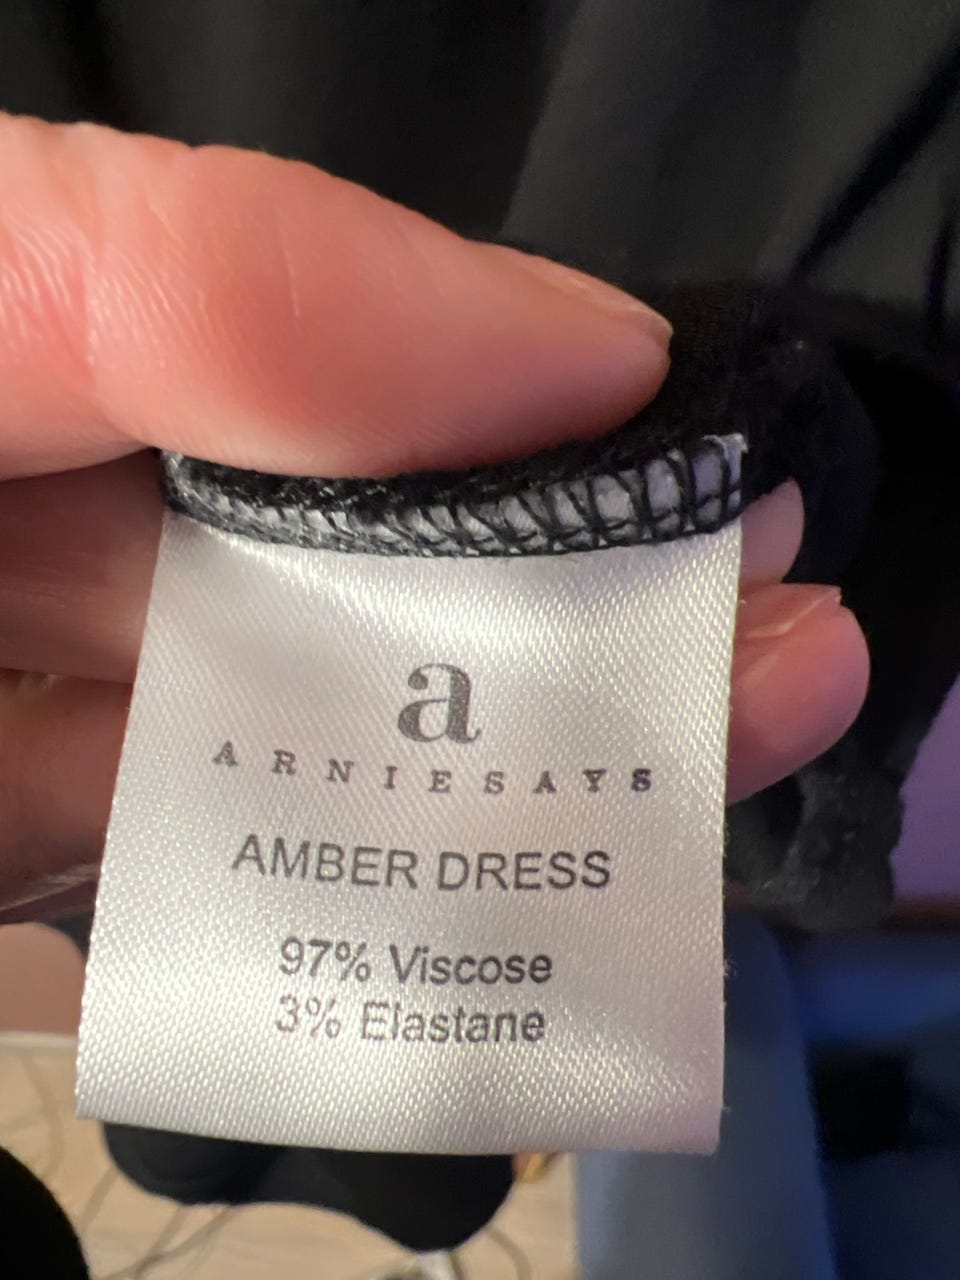 a
ARNIESAYS
AMBER DRESS
97% Viscose
3% Elastane